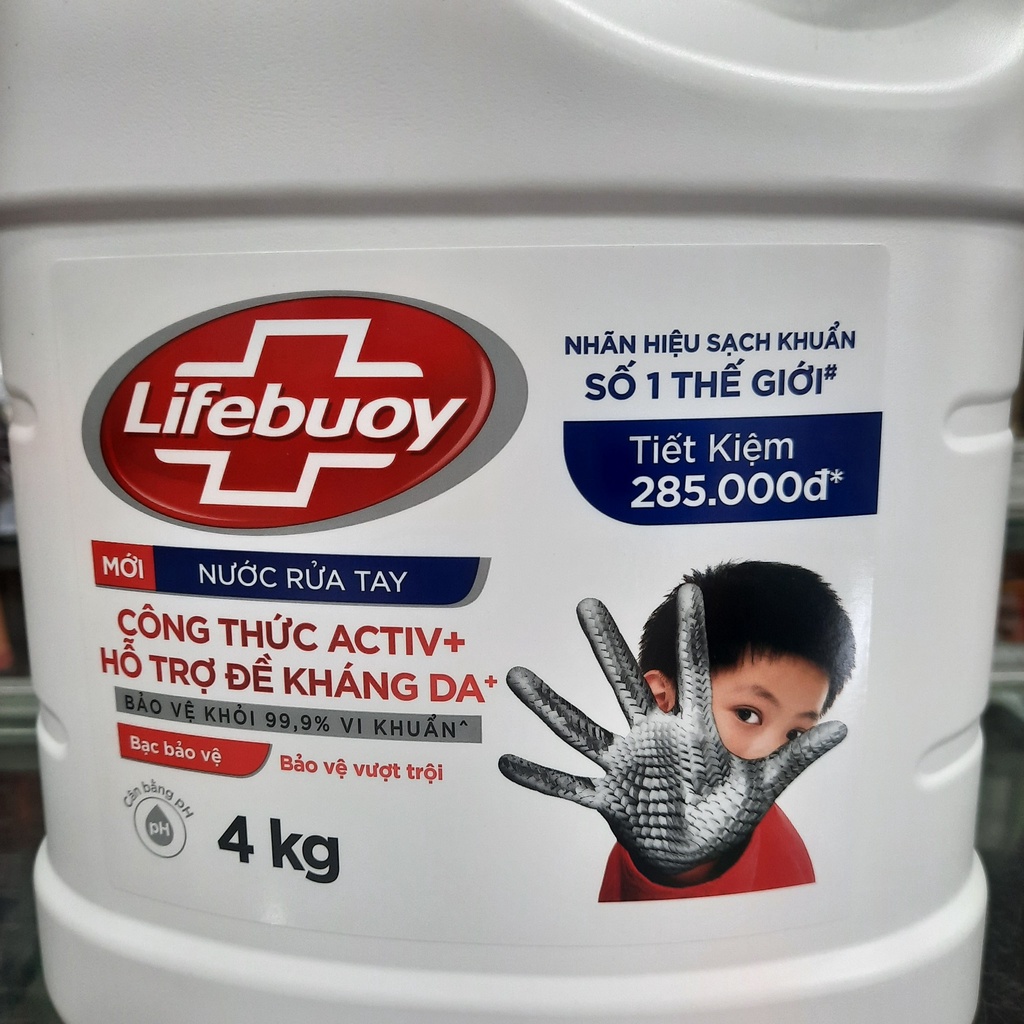 Lifebuoy
NHÃN HIỆU SẠCH KHUẨN
SỐ 1 THẾ GIỚI#
Tiết Kiệm
285.000đ*
MỚI NƯỚC RỬA TAY
CÔNG THỨC ACTIV+
HỖ TRỢ ĐỀ KHÁNG DA+
BẢO VỆ KHỎI 99,9% VI KHUẨN^
Bạc bảo vệ Bảo vệ vượt trội
Cân bằng pH
pH
4 kg